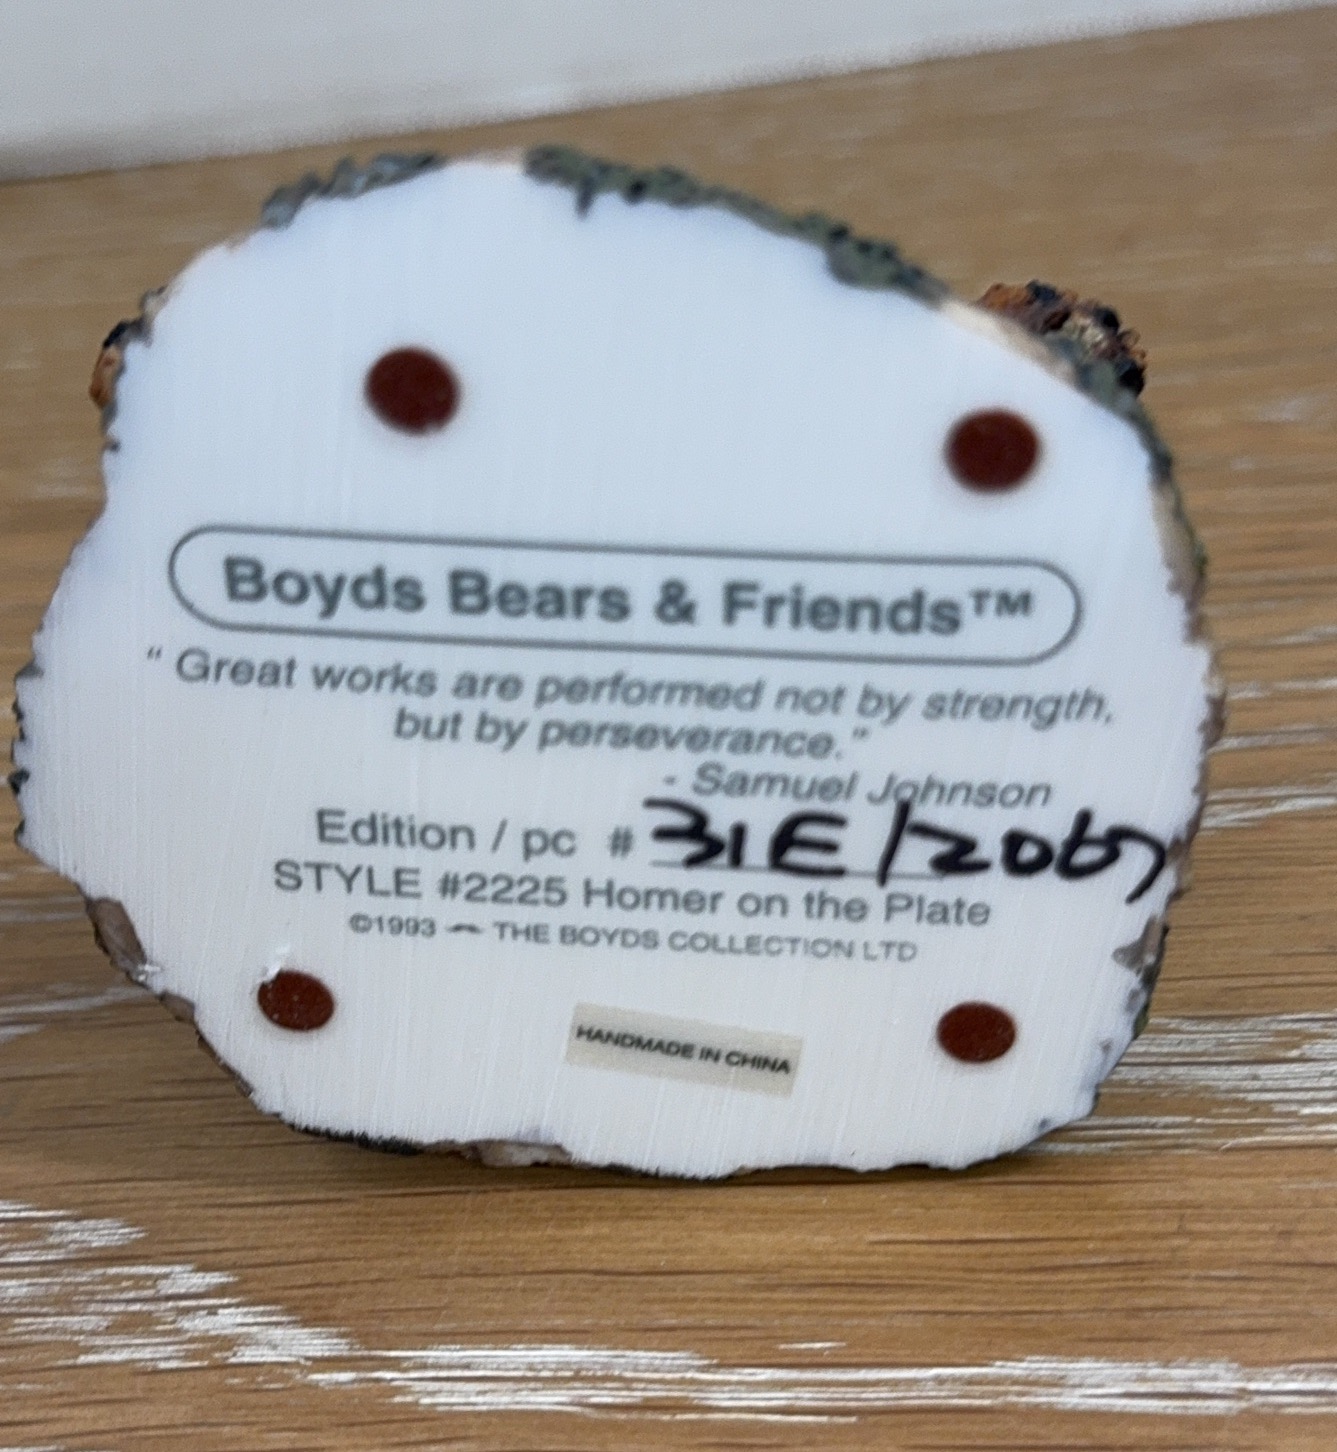 Boyds Bears & Friends™
“ Great works are performed not by strength,
but by perseverance.”
- Samuel Johnson
Edition / pc # 31E/2067
STYLE #2225 Homer on the Plate
©1993 — THE BOYDS COLLECTION LTD
HANDMADE IN CHINA